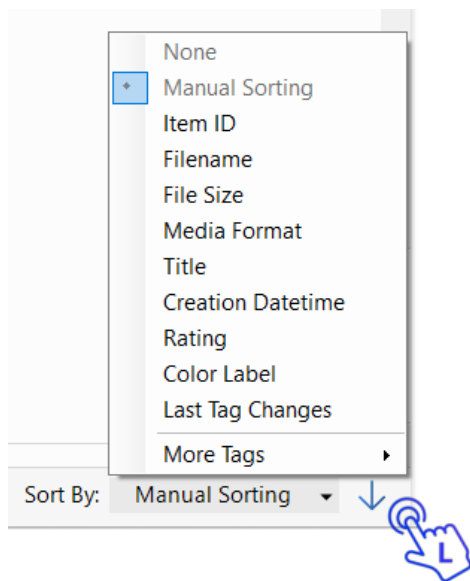 None
Manual Sorting
Item ID
Filename
File Size
Media Format
Title
Creation Datetime
Rating
Color Label
Last Tag Changes
More Tags
Sort By: Manual Sorting
L